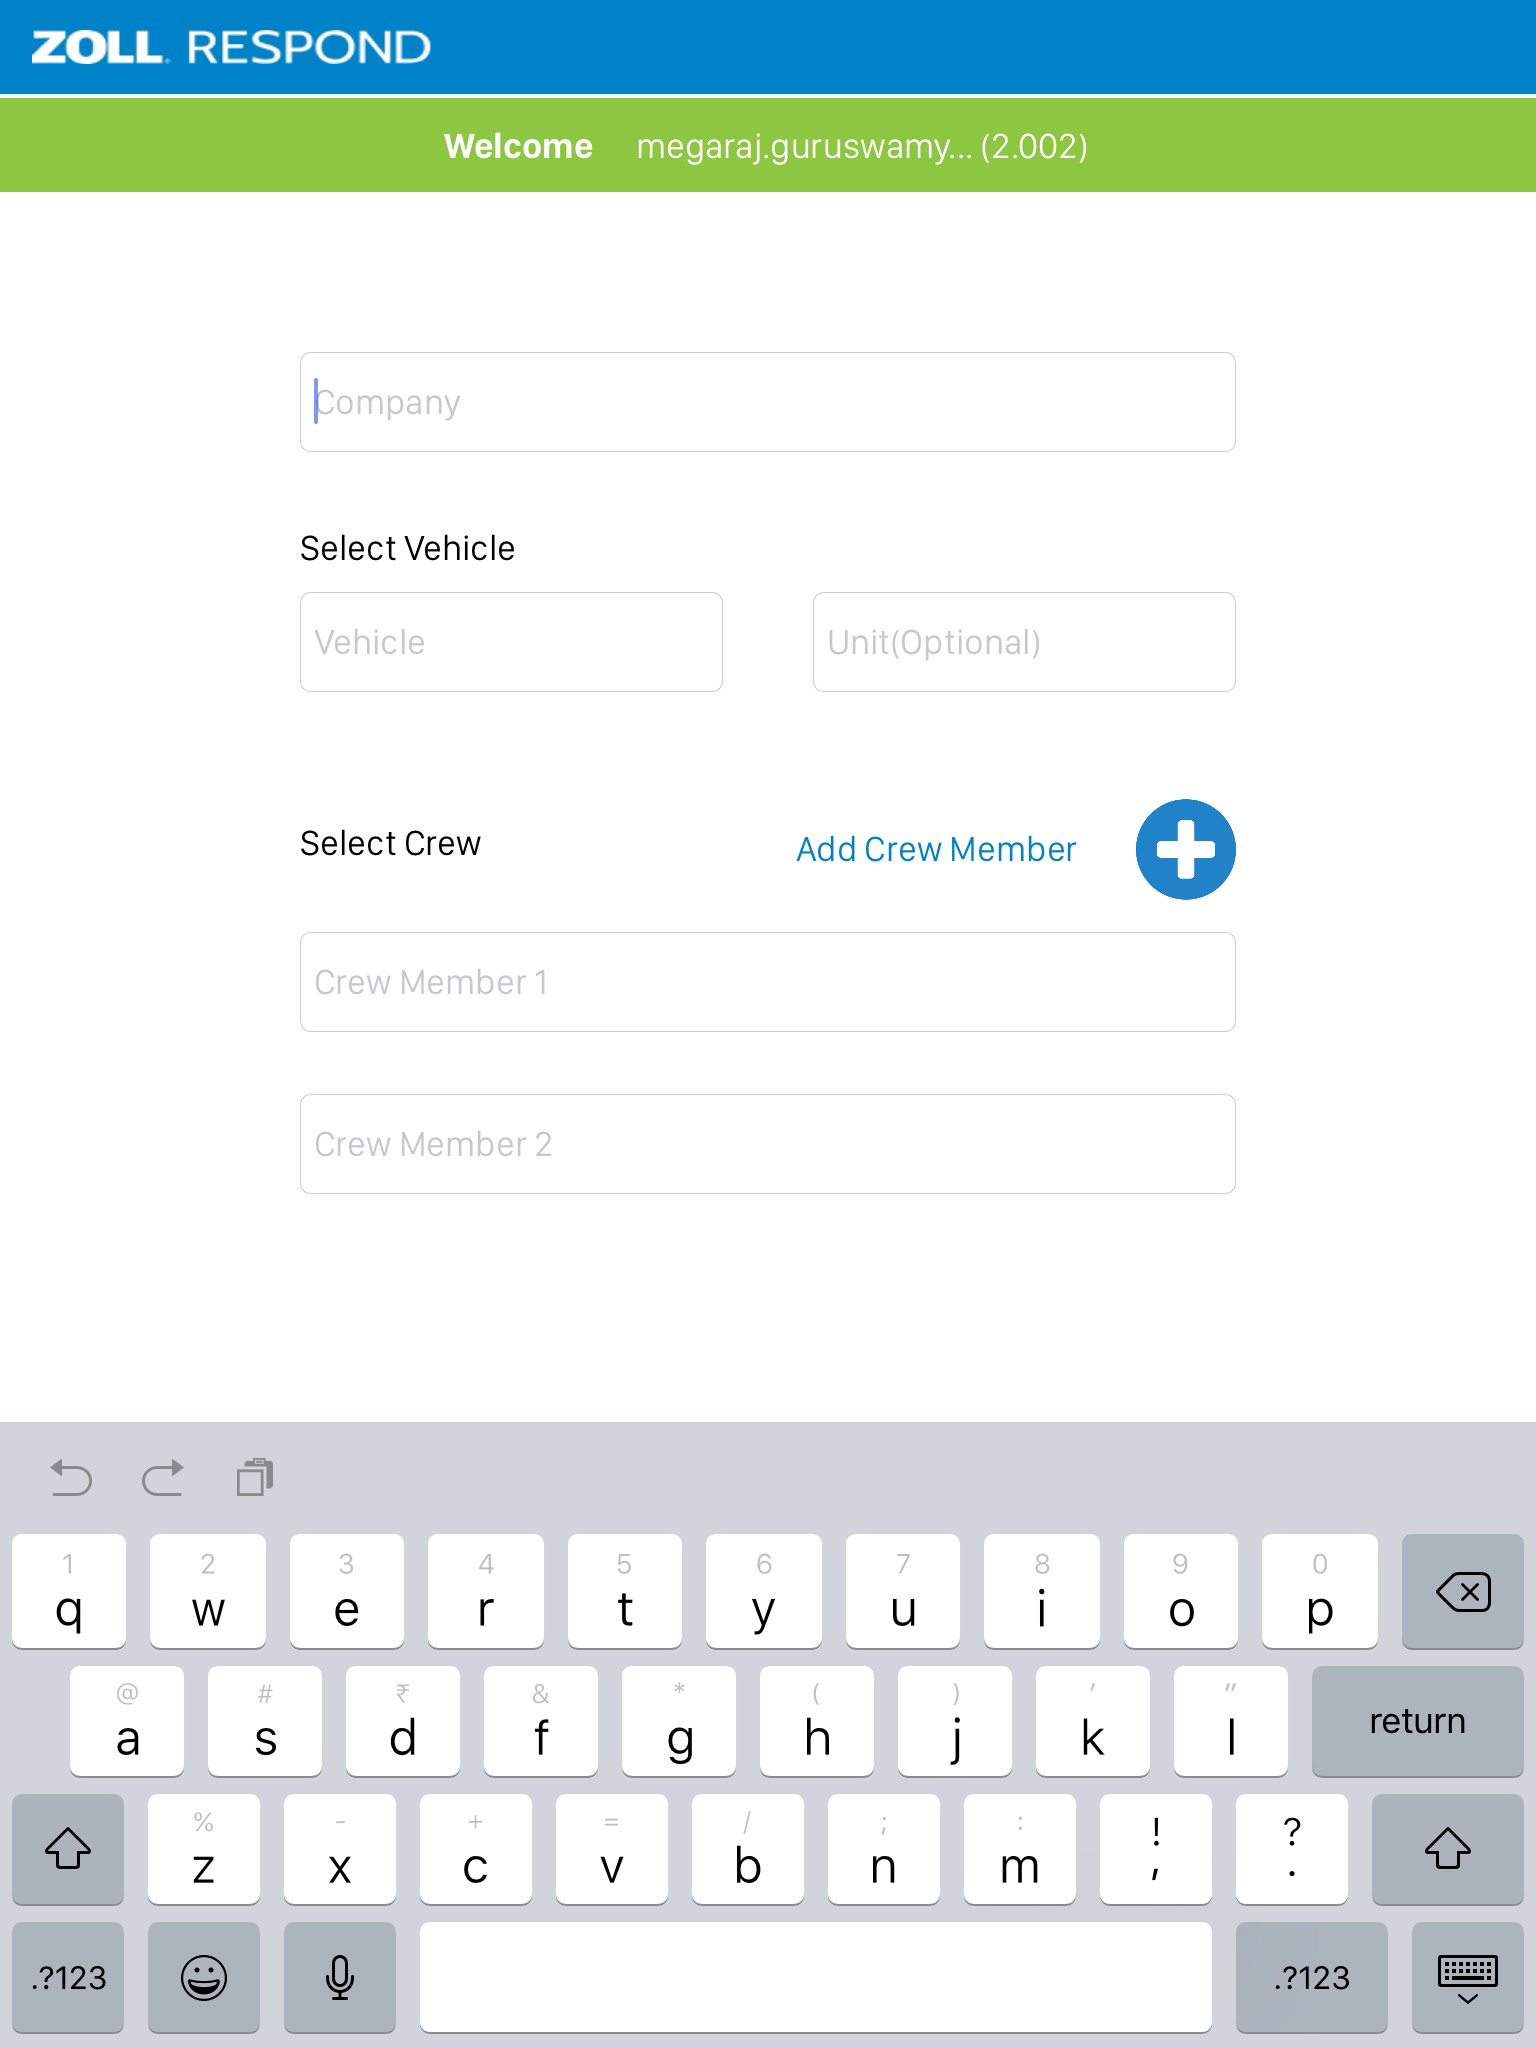 ZOLL. RESPOND
Welcome megaraj.guruswamy... (2.002)
Company
Select Vehicle
Vehicle Unit(Optional)
Select Crew Add Crew Member
Crew Member 1
Crew Member 2
1 2 3 4 5 6 7 8 9 0
q w e r t y u i o p
@ # ₹ & * ( ) ' "
a s d f g h j k l return
% - + = / ; : ! ?
z x c v b n m , .
.?123 .?123